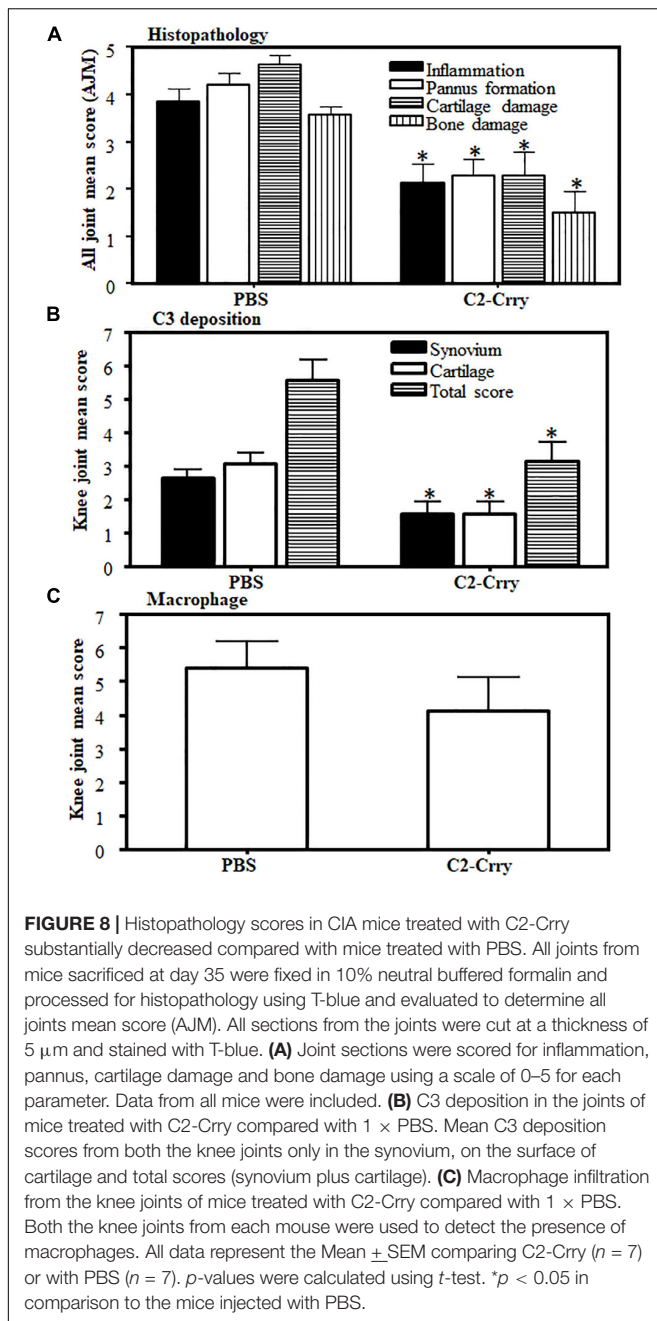 A
Histopathology
All joint mean score (AJM)
5
4
3
2
1
0
Inflammation
Pannus formation
Cartilage damage
Bone damage
* * * *
PBS
C2-Crry
B
C3 deposition
Knee joint mean score
7
6
5
4
3
2
1
0
Synovium
Cartilage
Total score
* * *
PBS
C2-Crry
C
Macrophage
Knee joint mean score
7
6
5
4
3
2
1
0
PBS
C2-Crry
FIGURE 8 | Histopathology scores in CIA mice treated with C2-Crry
substantially decreased compared with mice treated with PBS. All joints from
mice sacrificed at day 35 were fixed in 10% neutral buffered formalin and
processed for histopathology using T-blue and evaluated to determine all
joints mean score (AJM). All sections from the joints were cut at a thickness of
5 μm and stained with T-blue. (A) Joint sections were scored for inflammation,
pannus, cartilage damage and bone damage using a scale of 0–5 for each
parameter. Data from all mice were included. (B) C3 deposition in the joints of
mice treated with C2-Crry compared with 1 × PBS. Mean C3 deposition
scores from both the knee joints only in the synovium, on the surface of
cartilage and total scores (synovium plus cartilage). (C) Macrophage infiltration
from the knee joints of mice treated with C2-Crry compared with 1 × PBS.
Both the knee joints from each mouse were used to detect the presence of
macrophages. All data represent the Mean ± SEM comparing C2-Crry (n = 7)
or with PBS (n = 7). p-values were calculated using t-test. *p < 0.05 in
comparison to the mice injected with PBS.